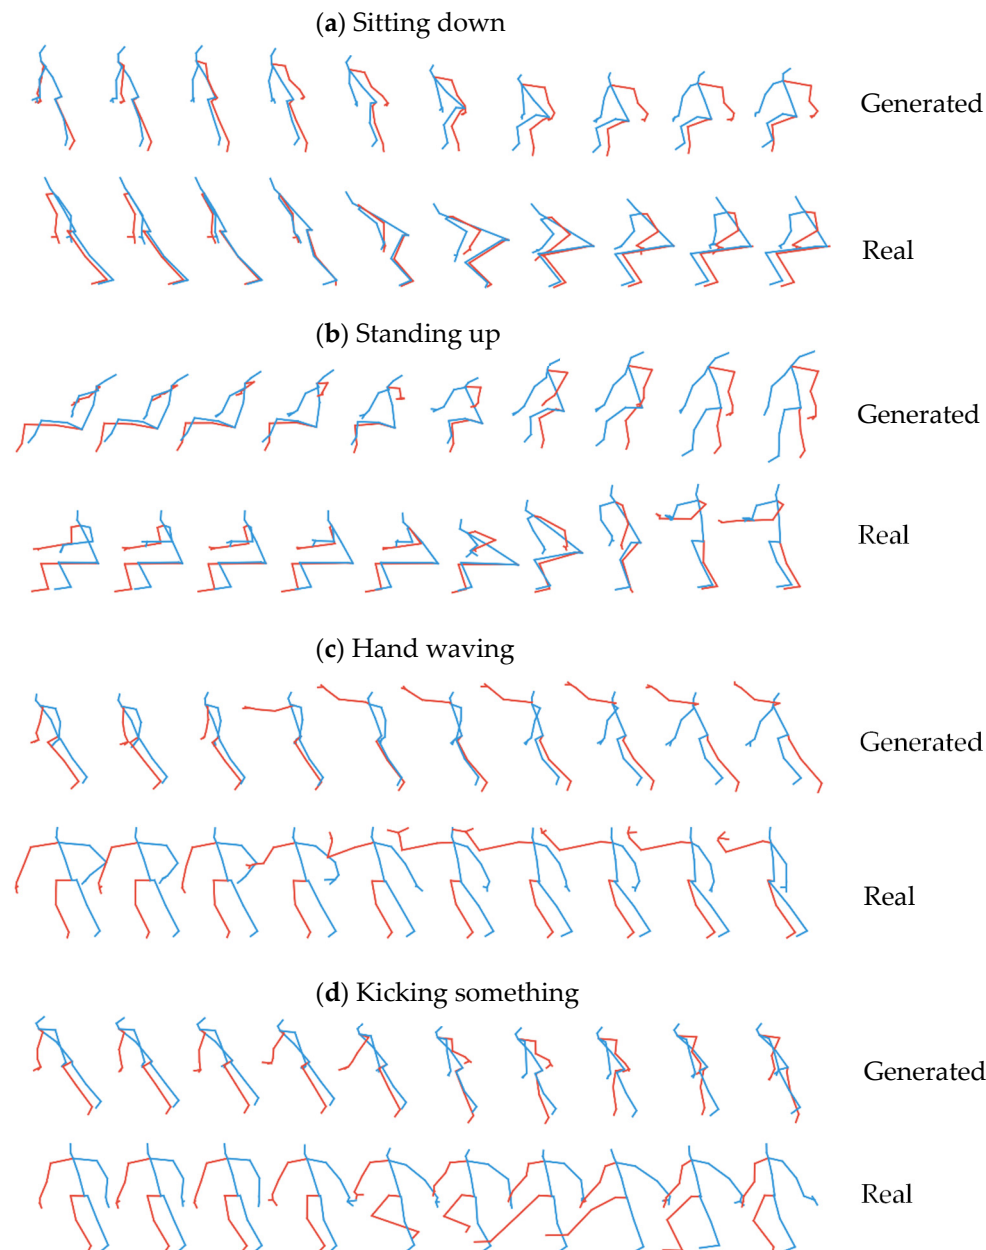 (a) Sitting down
Generated
Real
(b) Standing up
Generated
Real
(c) Hand waving
Generated
Real
(d) Kicking something
Generated
Real